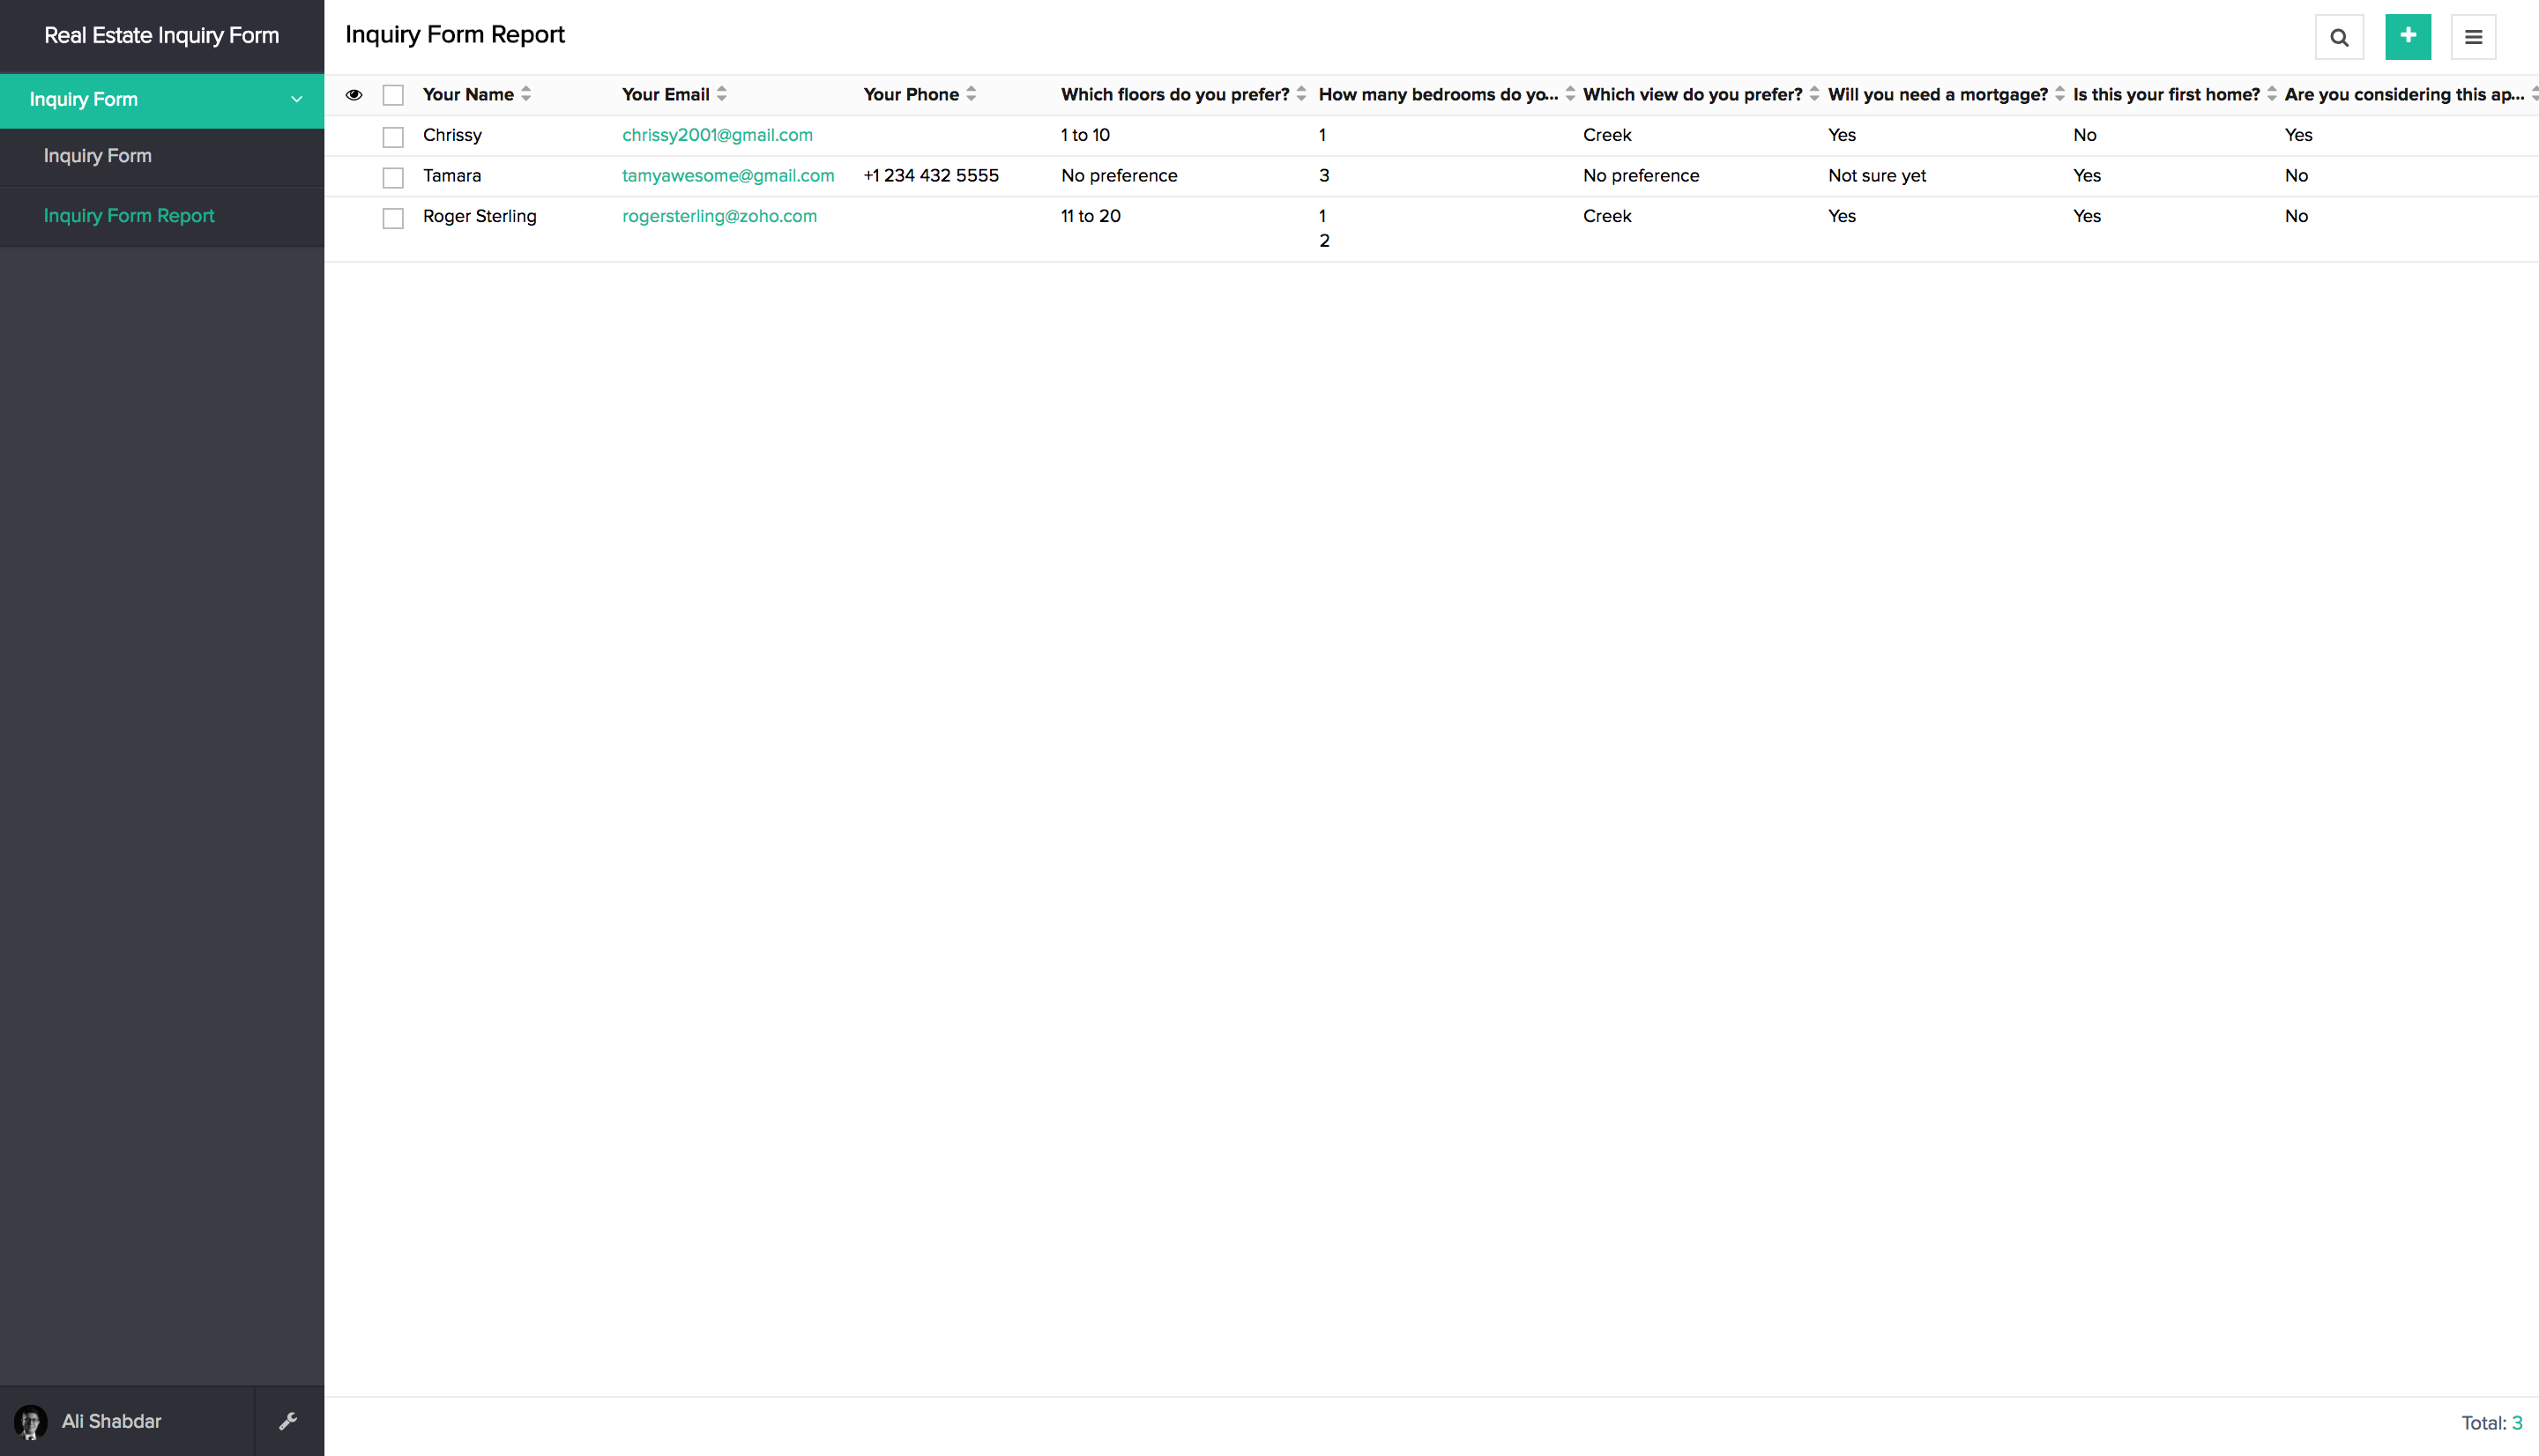 Real Estate Inquiry Form
Inquiry Form
Inquiry Form
Inquiry Form Report
Ali Shabdar
Inquiry Form Report
Your Name Your Email Your Phone Which floors do you prefer? How many bedrooms do yo... Which view do you prefer? Will you need a mortgage? Is this your first home? Are you considering this ap...
Chrissy chrissy2001@gmail.com 1 to 10 1 Creek Yes No Yes
Tamara tamyawesome@gmail.com +1 234 432 5555 No preference 3 No preference Not sure yet Yes No
Roger Sterling rogersterling@zoho.com 11 to 20 1 Creek Yes Yes No
2
Total: 3